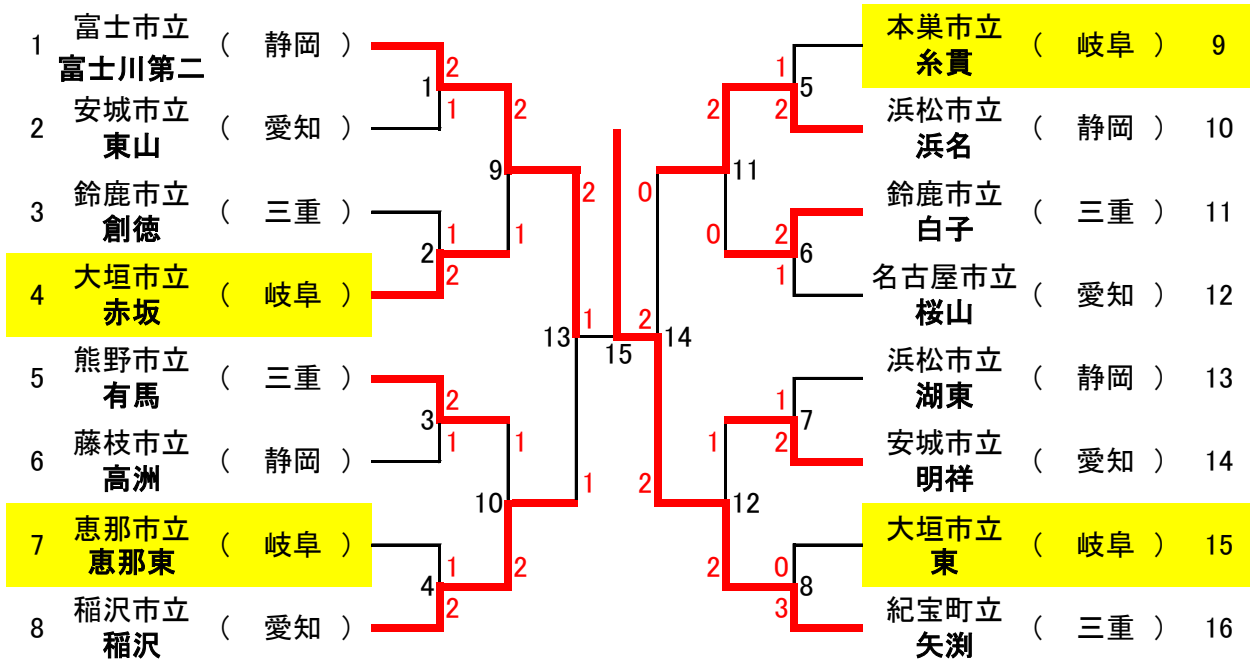 1 富士市立 富士川第二 （ 静岡 ）
2 安城市立 東山 （ 愛知 ）
3 鈴鹿市立 創徳 （ 三重 ）
4 大垣市立 赤坂 （ 岐阜 ）
5 熊野市立 有馬 （ 三重 ）
6 藤枝市立 高洲 （ 静岡 ）
7 恵那市立 恵那東 （ 岐阜 ）
8 稲沢市立 稲沢 （ 愛知 ）
2
1
1
2
9
1
2
1
2
1
2
3
1
1
10
1
4
2
2
2
13
1
1
15
2
14
0
2
2
11
0
1
5
2
2
6
1
1
12
2
1
7
2
0
8
3
本巣市立 糸貫 （ 岐阜 ） 9
浜松市立 浜名 （ 静岡 ） 10
鈴鹿市立 白子 （ 三重 ） 11
名古屋市立 桜山 （ 愛知 ） 12
浜松市立 湖東 （ 静岡 ） 13
安城市立 明祥 （ 愛知 ） 14
大垣市立 東 （ 岐阜 ） 15
紀宝町立 矢渕 （ 三重 ） 16